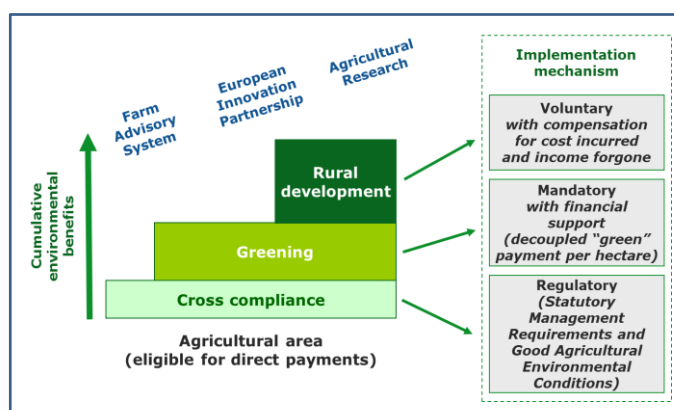 Farm
Advisory
System
European
Innovation
Partnership
Agricultural
Research
Cumulative
environmental
benefits
Rural
development
Greening
Cross compliance
Agricultural area
(eligible for direct payments)
Implementation
mechanism
Voluntary
with compensation
for cost incurred
and income forgone
Mandatory
with financial
support
(decoupled “green”
payment per hectare)
Regulatory
(Statutory
Management
Requirements and
Good Agricultural
Environmental
Conditions)